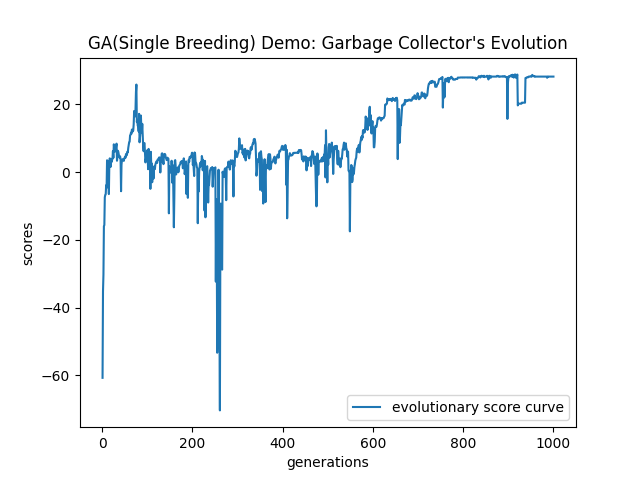 GA(Single Breeding) Demo: Garbage Collector's Evolution
20
0
−20
−40
−60
scores
0 200 400 600 800 1000
generations
evolutionary score curve